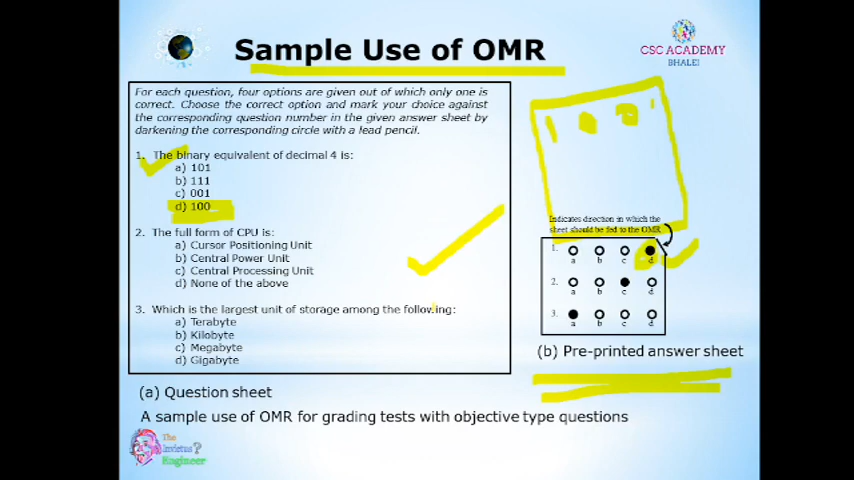 Sample Use of OMR
CSC ACADEMY
BHALEI
For each question, four options are given out of which only one is
correct. Choose the correct option and mark your choice against
the corresponding question number in the given answer sheet by
darkening the corresponding circle with a lead pencil.
1. The binary equivalent of decimal 4 is:
a) 101
b) 111
c) 001
d) 100
2. The full form of CPU is:
a) Cursor Positioning Unit
b) Central Power Unit
c) Central Processing Unit
d) None of the above
3. Which is the largest unit of storage among the following:
a) Terabyte
b) Kilobyte
c) Megabyte
d) Gigabyte
(a) Question sheet
Indicates direction in which the
sheet should be fed to the OMR
1.
a b c d
2.
a b c d
3.
a b c d
(b) Pre-printed answer sheet
A sample use of OMR for grading tests with objective type questions
The
Invictus
Engineer